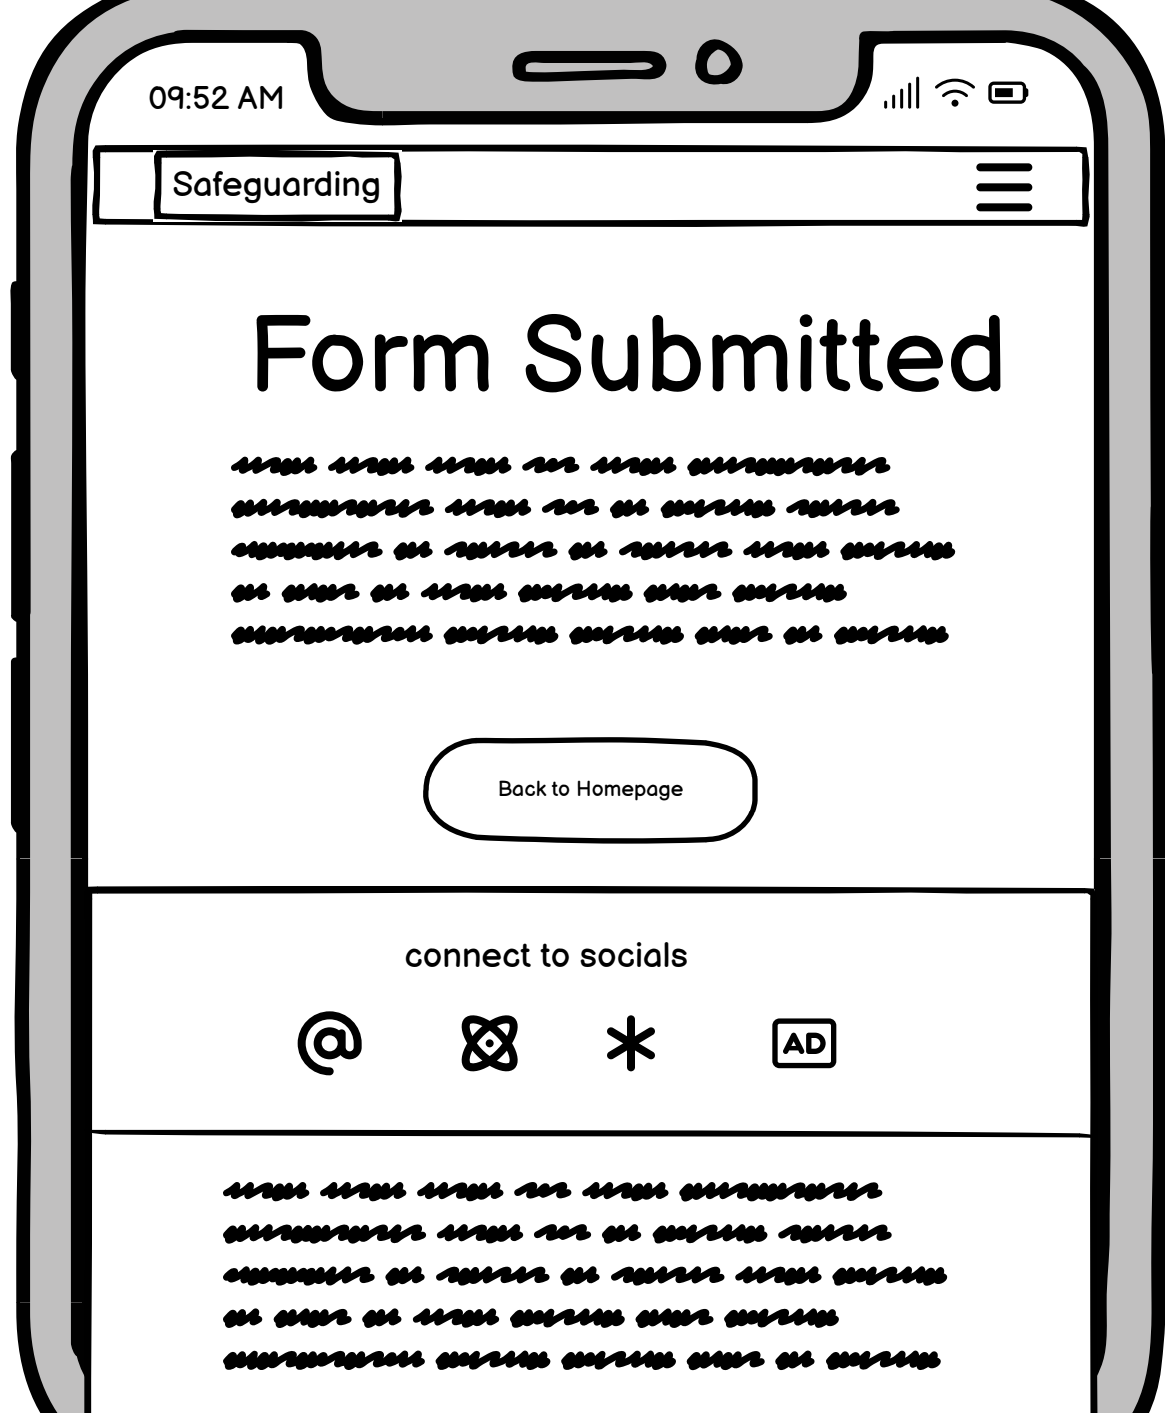 09:52 AM
Safeguarding
Form Submitted
Back to Homepage
connect to socials
@
AD